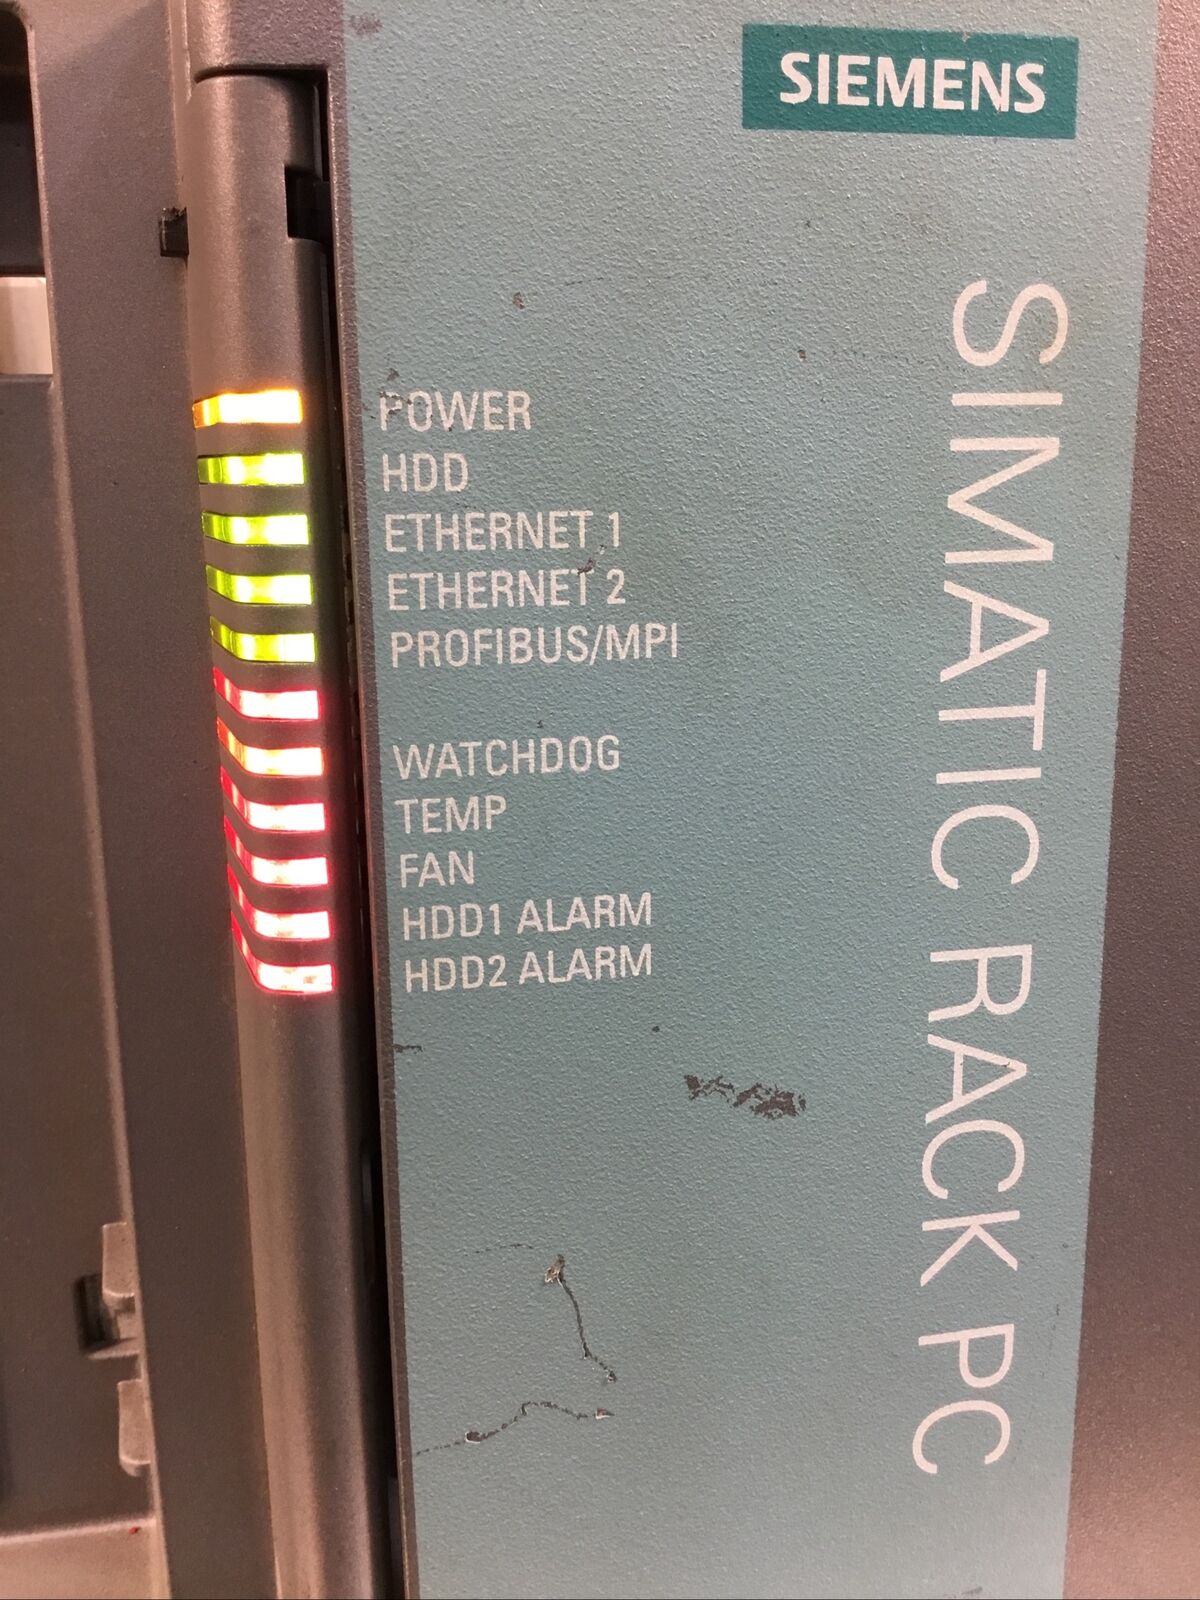 SIEMENS
SIMATIC RACK PC
POWER
HDD
ETHERNET 1
ETHERNET 2
PROFIBUS/MPI
WATCHDOG
TEMP
FAN
HDD1 ALARM
HDD2 ALARM